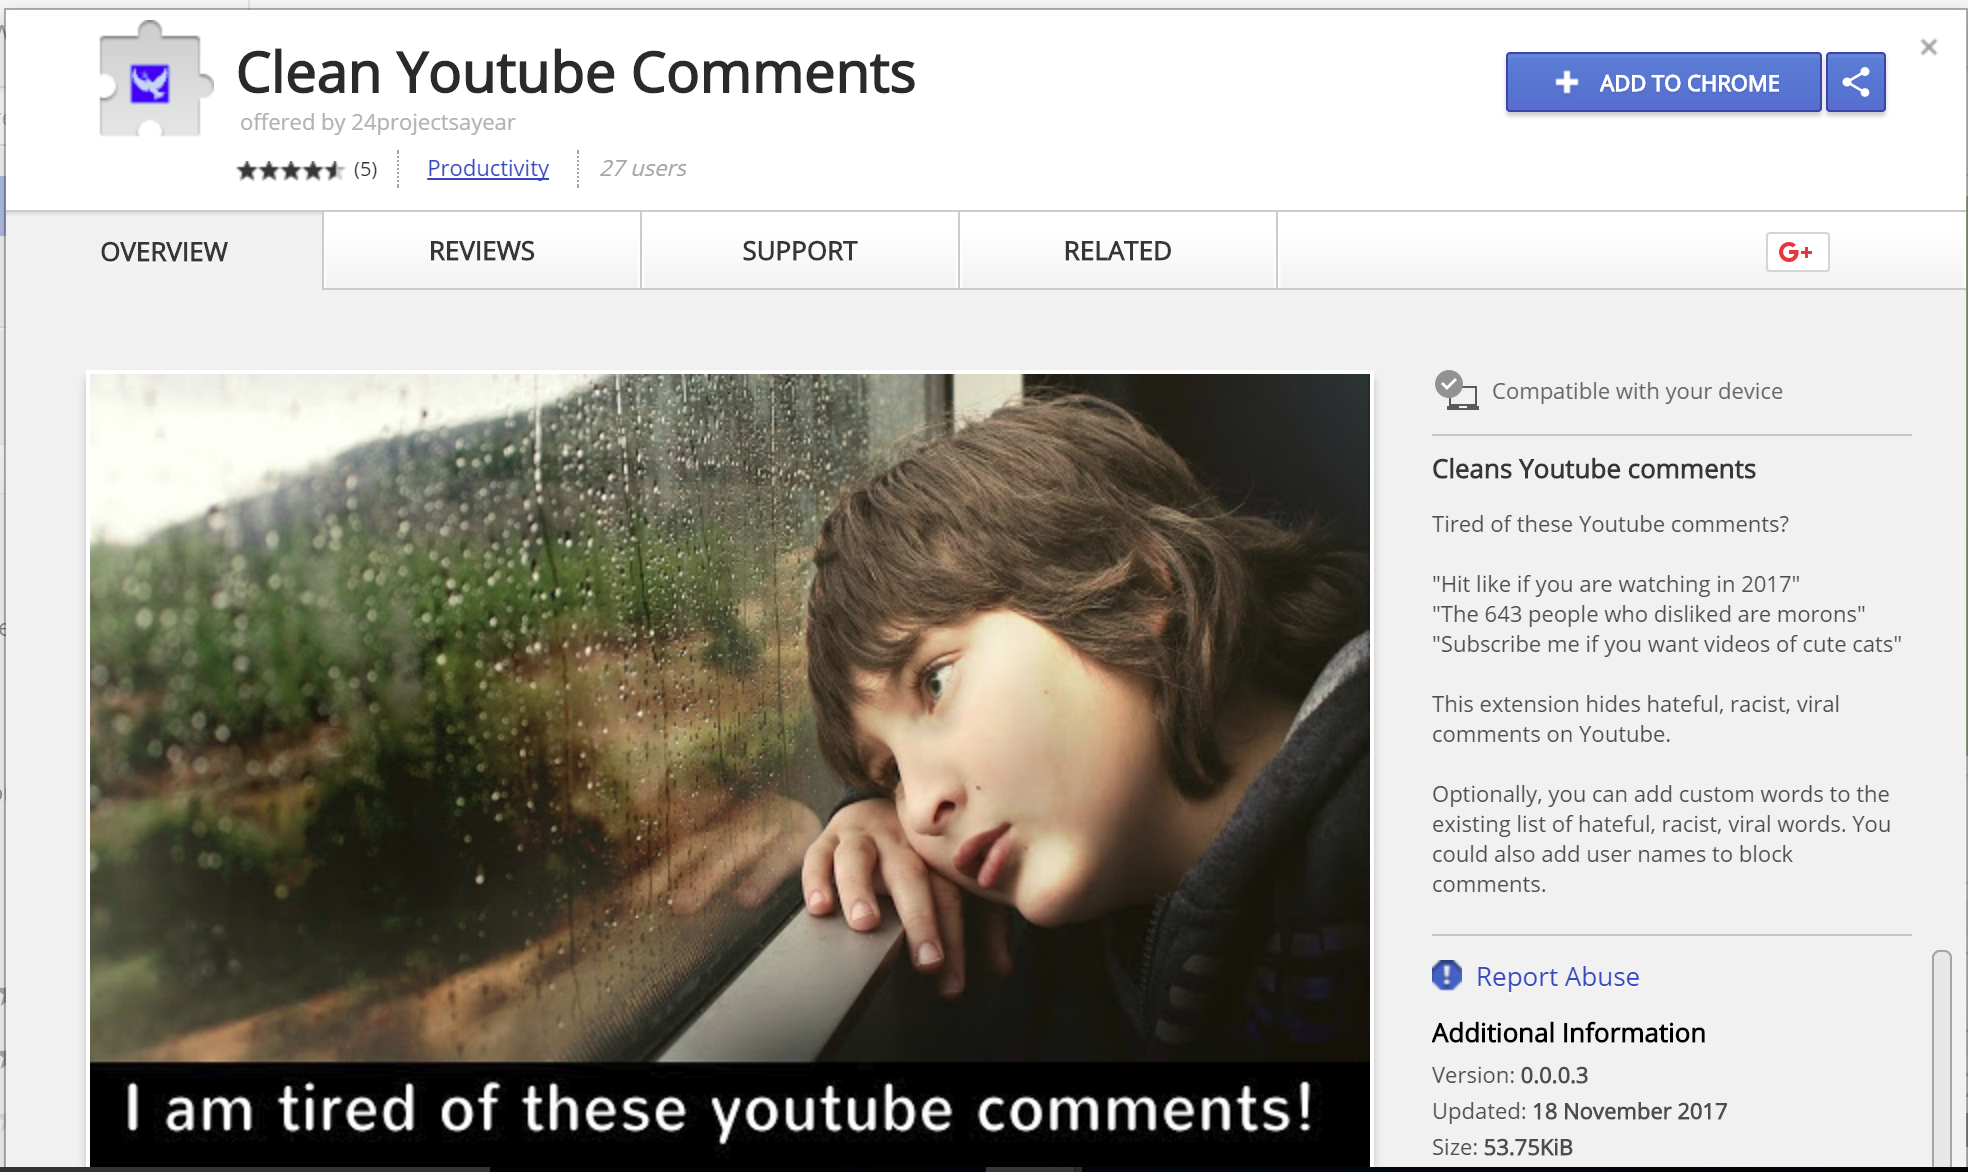 Clean Youtube Comments
offered by 24projectsayear
(5)
Productivity
27 users
ADD TO CHROME
OVERVIEW
REVIEWS
SUPPORT
RELATED
G+
I am tired of these youtube comments!
Compatible with your device
Cleans Youtube comments
Tired of these Youtube comments?
"Hit like if you are watching in 2017"
"The 643 people who disliked are morons"
"Subscribe me if you want videos of cute cats"
This extension hides hateful, racist, viral
comments on Youtube.
Optionally, you can add custom words to the
existing list of hateful, racist, viral words. You
could also add user names to block
comments.
Report Abuse
Additional Information
Version: 0.0.0.3
Updated: 18 November 2017
Size: 53.75KiB